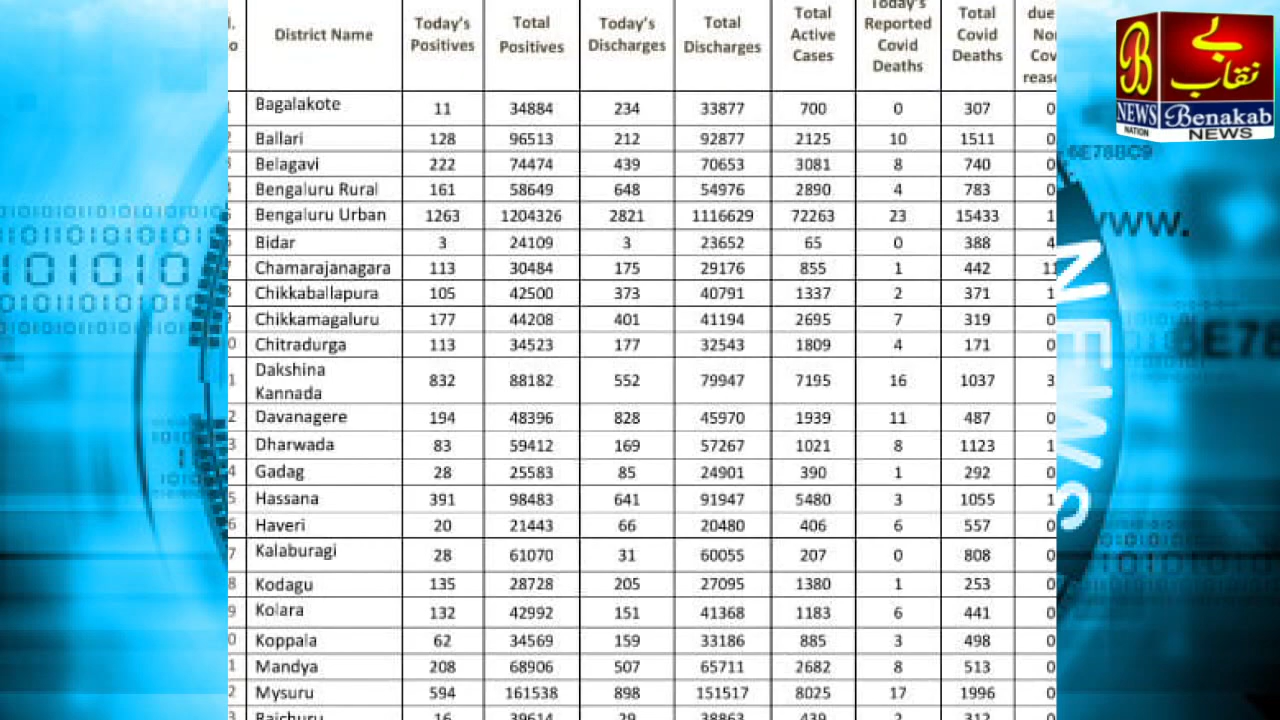 District Name Today's Positives Total Positives Today's Discharges Total Discharges Total Active Cases Today's Reported Covid Deaths Total Covid Deaths due
Bagalakote 11 34884 234 33877 700 0 307 0
Ballari 128 96513 212 92877 2125 10 1511 0
Belagavi 222 74474 439 70653 3081 8 740 0
Bengaluru Rural 161 58649 648 54976 2890 4 783 0
Bengaluru Urban 1263 1204326 2821 1116629 72263 23 15433 1
Bidar 3 24109 3 23652 65 0 388 4
Chamarajanagara 113 30484 175 29176 855 1 442 11
Chikkaballapura 105 42500 373 40791 1337 2 371 1
Chikkamagaluru 177 44208 401 41194 2695 7 319 0
Chitradurga 113 34523 177 32543 1809 4 171 0
Dakshina Kannada 832 88182 552 79947 7195 16 1037 3
Davanagere 194 48396 828 45970 1939 11 487 0
Dharwada 83 59412 169 57267 1021 8 1123 1
Gadag 28 25583 85 24901 390 1 292 0
Hassana 391 98483 641 91947 5480 3 1055 1
Haveri 20 21443 66 20480 406 6 557 0
Kalaburagi 28 61070 31 60055 207 0 808 0
Kodagu 135 28728 205 27095 1380 1 253 0
Kolara 132 42992 151 41368 1183 6 441 0
Koppala 62 34569 159 33186 885 3 498 0
Mandya 208 68906 507 65711 2682 8 513 0
Mysuru 594 161538 898 151517 8025 17 1996 0
Raichuru 16 39614 29 38863 439 2 312 0
B
NEWS
NATION
بے نقاب
Benakab
NEWS
6E78BC9
www.
NEWS
6E78